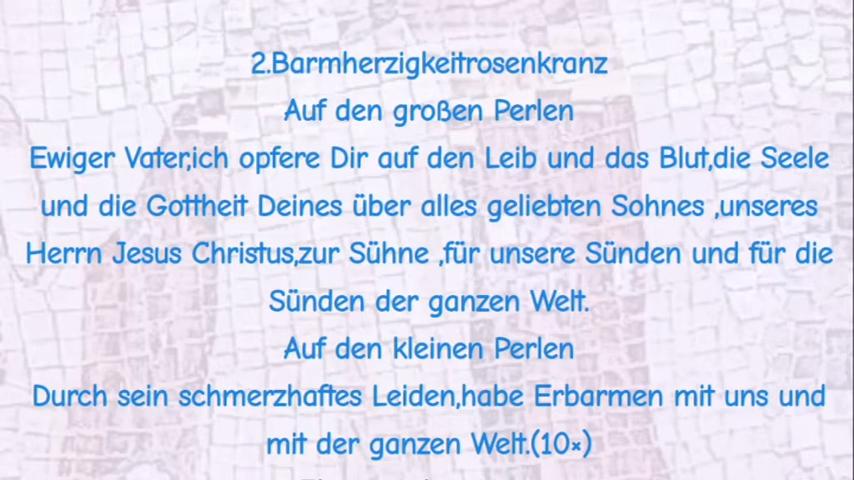 2.Barmherzigkeitrosenkranz
Auf den großen Perlen
Ewiger Vater,ich opfere Dir auf den Leib und das Blut,die Seele
und die Gottheit Deines über alles geliebten Sohnes ,unseres
Herrn Jesus Christus,zur Sühne ,für unsere Sünden und für die
Sünden der ganzen Welt.
Auf den kleinen Perlen
Durch sein schmerzhaftes Leiden,habe Erbarmen mit uns und
mit der ganzen Welt.(10×)